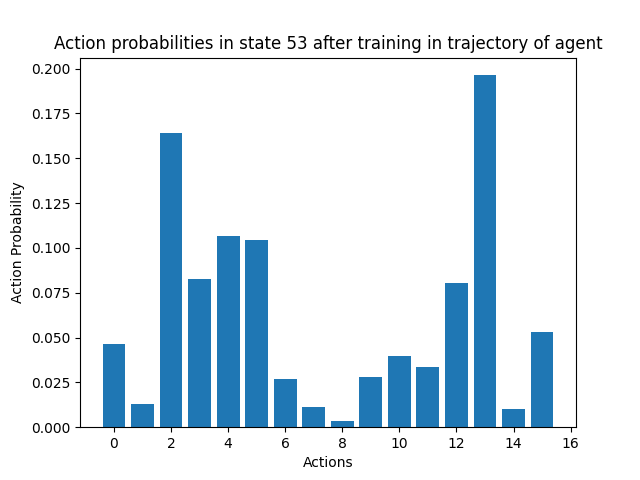 Action probabilities in state 53 after training in trajectory of agent
0.200
0.175
0.150
0.125
0.100
0.075
0.050
0.025
0.000
Action Probability
0 2 4 6 8 10 12 14 16
Actions